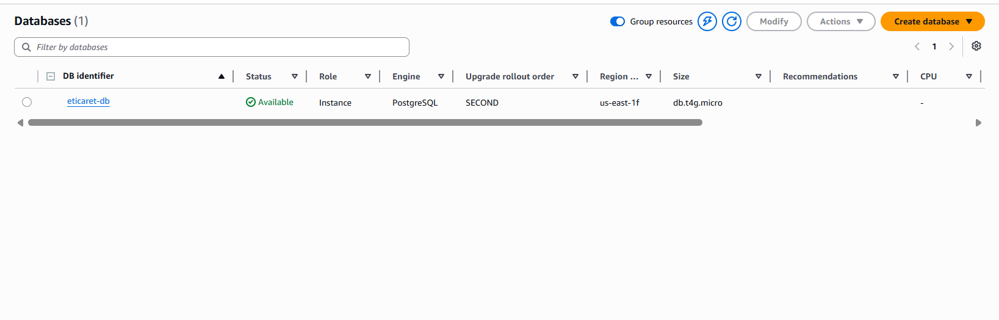 Databases (1)
Group resources
Modify
Actions
Create database
Filter by databases
1
DB identifier Status Role Engine Upgrade rollout order Region ... Size Recommendations CPU
eticaret-db Available Instance PostgreSQL SECOND us-east-1f db.t4g.micro -